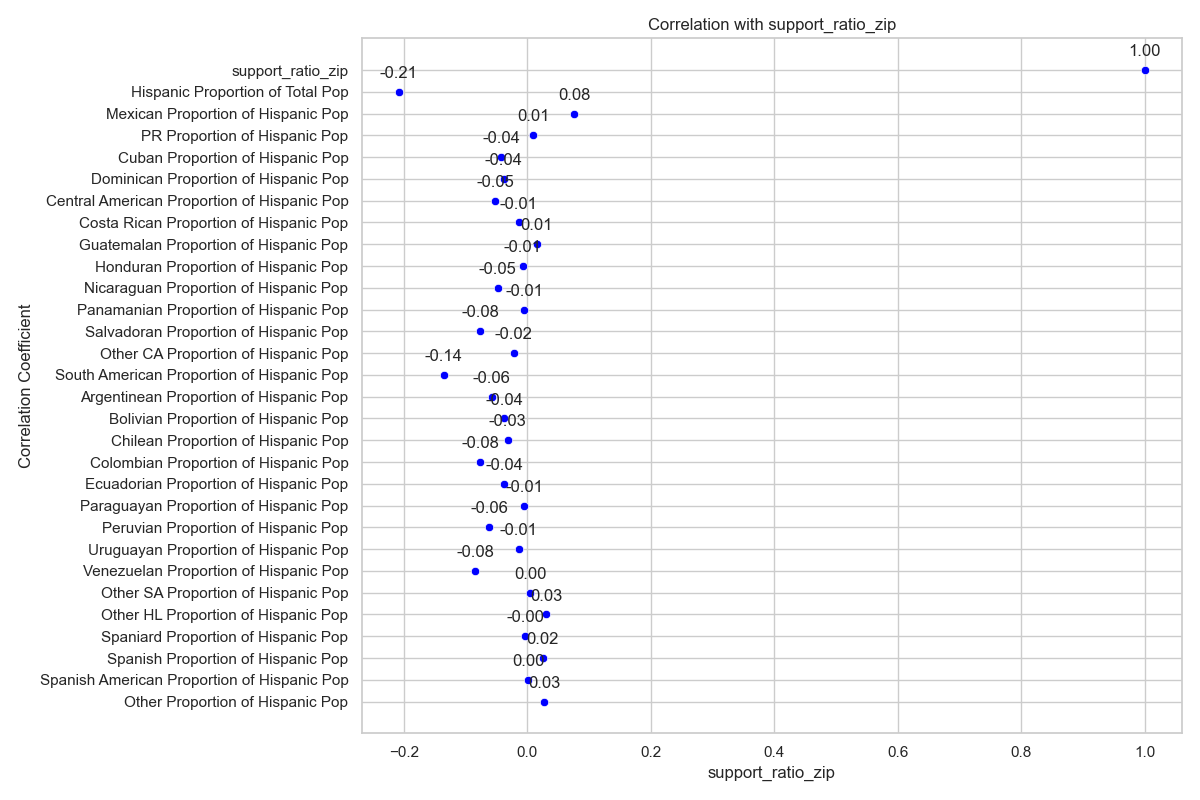 Correlation with support_ratio_zip
1.00
support_ratio_zip
-0.21
Hispanic Proportion of Total Pop
0.08
Mexican Proportion of Hispanic Pop
0.01
PR Proportion of Hispanic Pop
-0.04
Cuban Proportion of Hispanic Pop
-0.04
Dominican Proportion of Hispanic Pop
-0.05
Central American Proportion of Hispanic Pop
-0.01
Costa Rican Proportion of Hispanic Pop
0.01
Guatemalan Proportion of Hispanic Pop
-0.01
Honduran Proportion of Hispanic Pop
-0.05
Nicaraguan Proportion of Hispanic Pop
-0.01
Panamanian Proportion of Hispanic Pop
-0.08
Salvadoran Proportion of Hispanic Pop
-0.02
Other CA Proportion of Hispanic Pop
-0.14
South American Proportion of Hispanic Pop
-0.06
Argentinean Proportion of Hispanic Pop
-0.04
Bolivian Proportion of Hispanic Pop
-0.03
Chilean Proportion of Hispanic Pop
-0.08
Colombian Proportion of Hispanic Pop
-0.04
Ecuadorian Proportion of Hispanic Pop
-0.01
Paraguayan Proportion of Hispanic Pop
-0.06
Peruvian Proportion of Hispanic Pop
-0.01
Uruguayan Proportion of Hispanic Pop
-0.08
Venezuelan Proportion of Hispanic Pop
0.00
Other SA Proportion of Hispanic Pop
0.03
Other HL Proportion of Hispanic Pop
-0.00
Spaniard Proportion of Hispanic Pop
0.02
Spanish Proportion of Hispanic Pop
0.00
Spanish American Proportion of Hispanic Pop
0.03
Other Proportion of Hispanic Pop
Correlation Coefficient
−0.2 0.0 0.2 0.4 0.6 0.8 1.0
support_ratio_zip